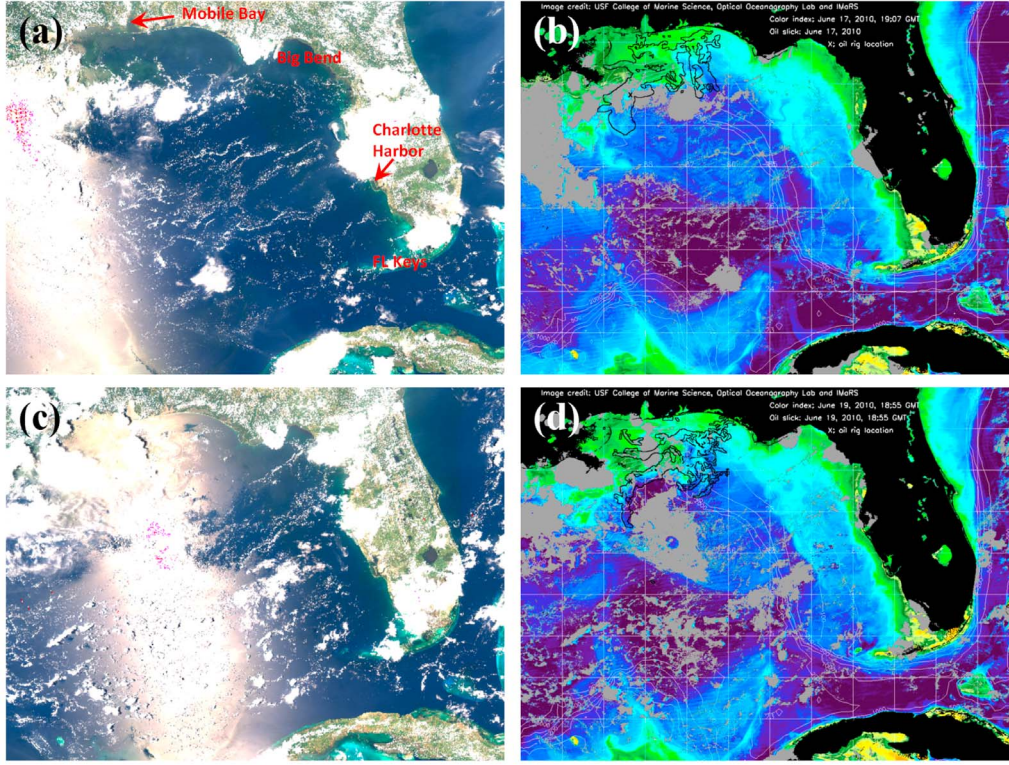 (a)
Mobile Bay
Big Bend
Charlotte
Harbor
FL Keys
(b)
Image credit: USF College of Marine Science, Optical Oceanography Lab and IMaRS
Color index: June 17, 2010, 19:07 GMT
Oil slick: June 17, 2010
X: oil rig location
(c)
(d)
Image credit: USF College of Marine Science, Optical Oceanography Lab and IMaRS
Color index: June 19, 2010, 18:55 GMT
Oil slick: June 19, 2010, 18:55 GMT
X: oil rig location